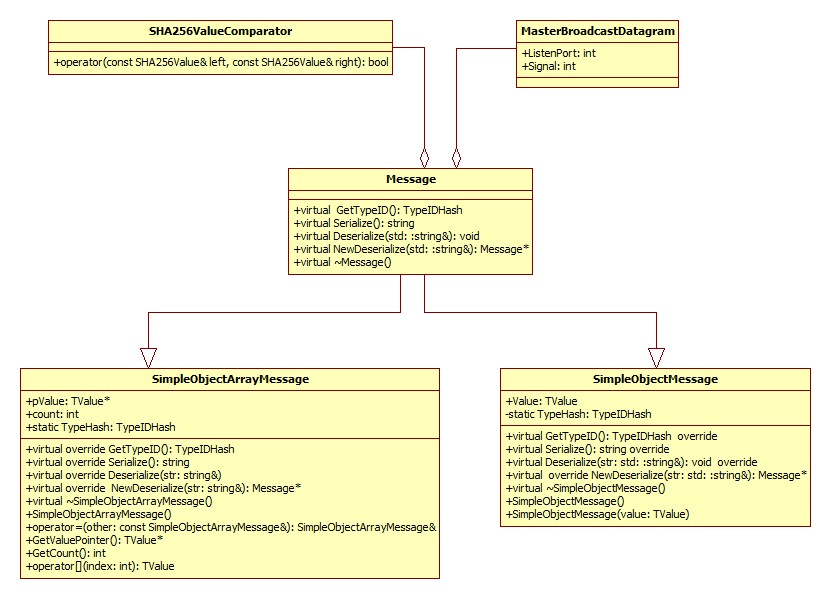 SHA256ValueComparator
+operator(const SHA256Value& left, const SHA256Value& right): bool
MasterBroadcastDatagram
+ListenPort: int
+Signal: int
Message
+virtual  GetTypeID(): TypeIDHash
+virtual Serialize(): string
+virtual Deserialize(std: :string&): void
+virtual NewDeserialize(std: :string&): Message*
+virtual ~Message()
SimpleObjectArrayMessage
+pValue: TValue*
+count: int
+static TypeHash: TypeIDHash
+virtual override GetTypeID(): TypeIDHash
+virtual override Serialize(): string
+virtual override Deserialize(str: string&)
+virtual override  NewDeserialize(str: string&): Message*
+virtual ~SimpleObjectArrayMessage()
+SimpleObjectArrayMessage()
+operator=(other: const SimpleObjectArrayMessage&): SimpleObjectArrayMessage&
+GetValuePointer(): TValue*
+GetCount(): int
+operator[](index: int): TValue
SimpleObjectMessage
+Value: TValue
-static TypeHash: TypeIDHash
+virtual GetTypeID(): TypeIDHash  override
+virtual Serialize(): string override
+virtual Deserialize(str: std: :string&): void  override
+virtual  override NewDeserialize(str: std: :string&): Message*
+virtual ~SimpleObjectMessage()
+SimpleObjectMessage()
+SimpleObjectMessage(value: TValue)